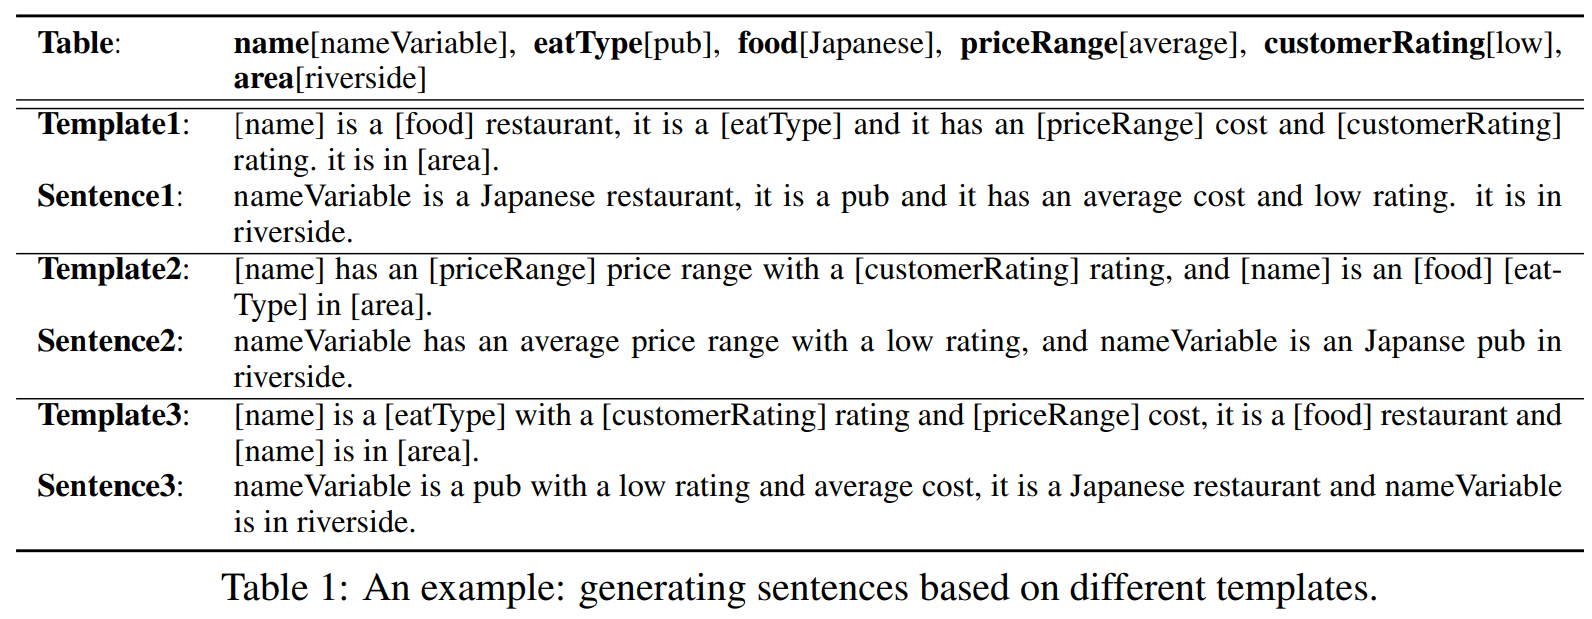 Table: name[nameVariable], eatType[pub], food[Japanese], priceRange[average], customerRating[low],
area[riverside]
Template1: [name] is a [food] restaurant, it is a [eatType] and it has an [priceRange] cost and [customerRating]
rating. it is in [area].
Sentence1: nameVariable is a Japanese restaurant, it is a pub and it has an average cost and low rating. it is in
riverside.
Template2: [name] has an [priceRange] price range with a [customerRating] rating, and [name] is an [food] [eat-
Type] in [area].
Sentence2: nameVariable has an average price range with a low rating, and nameVariable is an Japanse pub in
riverside.
Template3: [name] is a [eatType] with a [customerRating] rating and [priceRange] cost, it is a [food] restaurant and
[name] is in [area].
Sentence3: nameVariable is a pub with a low rating and average cost, it is a Japanese restaurant and nameVariable
is in riverside.
Table 1: An example: generating sentences based on different templates.